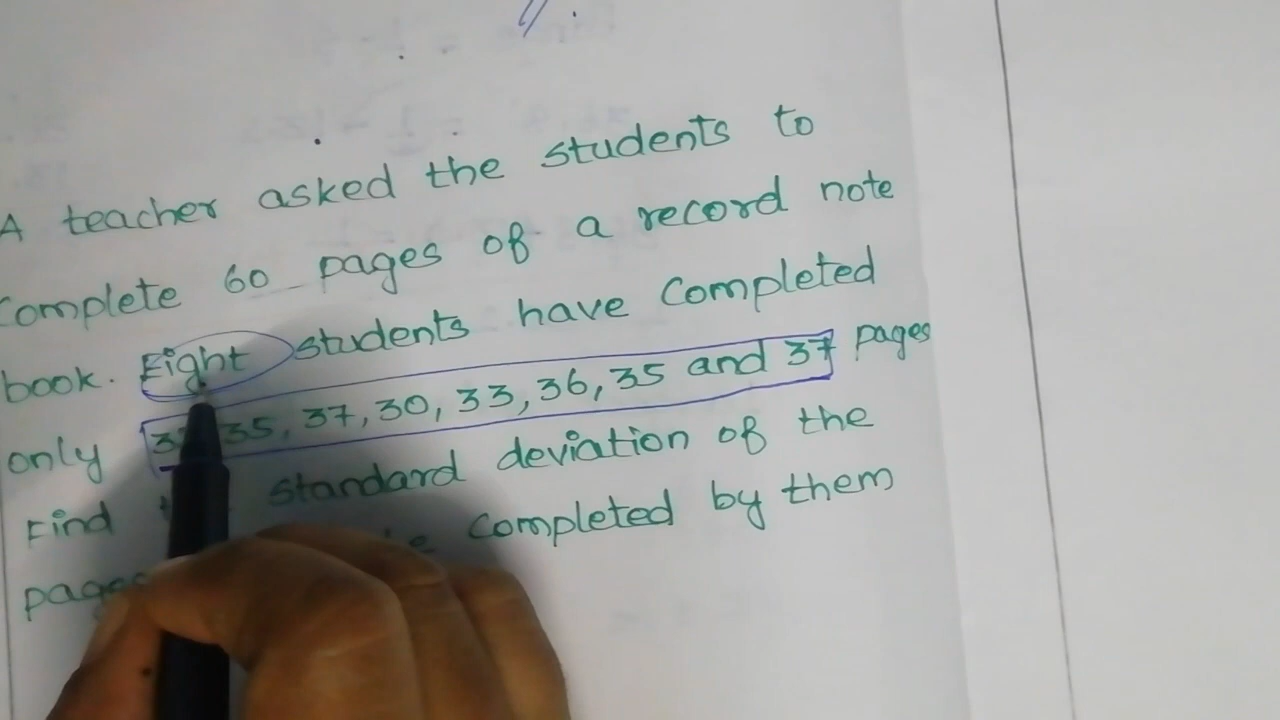 A teacher asked the students to
Complete 60 pages of a record note
book. Eight students have completed
only 35, 37, 30, 33, 36, 35 and 37 pages
Find standard deviation of the
pages completed by them